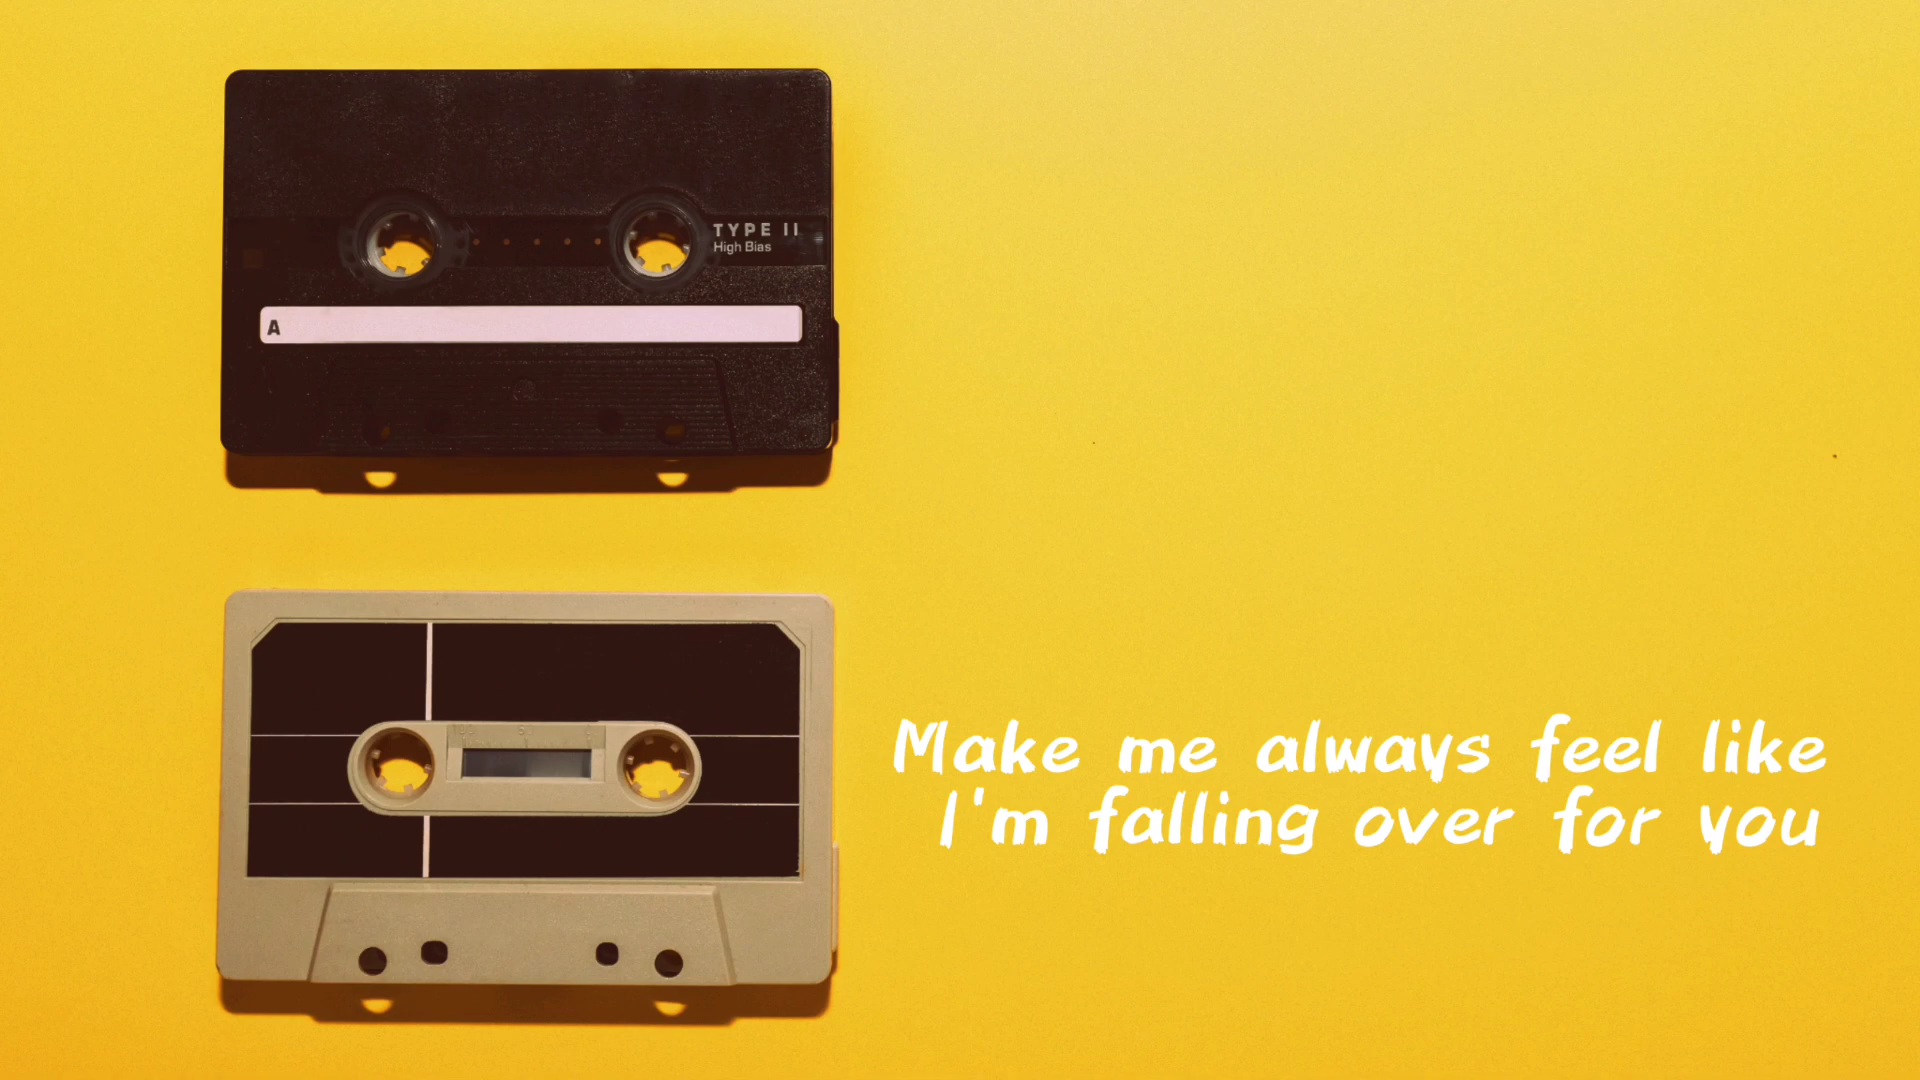 TYPE II
High Bias
A
Make me always feel like
I'm falling over for you